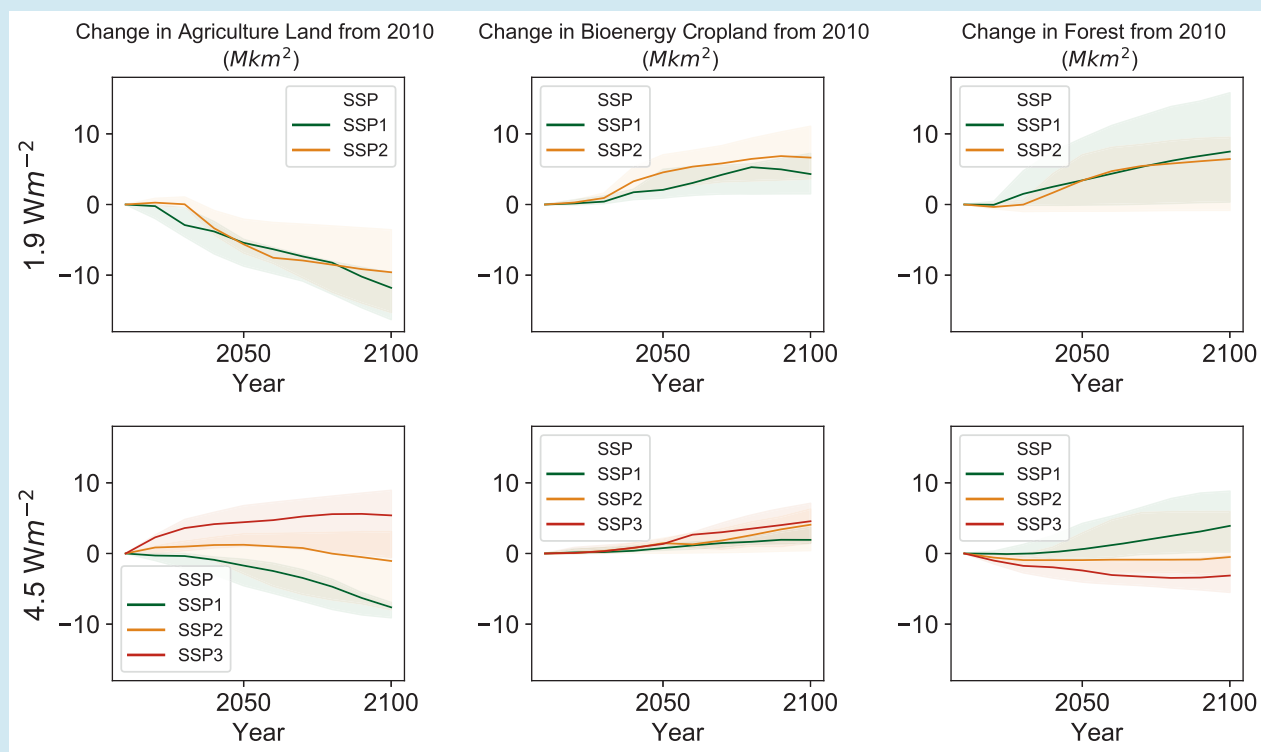 Change in Agriculture Land from 2010
(Mkm²)
Change in Bioenergy Cropland from 2010
(Mkm²)
Change in Forest from 2010
(Mkm²)
1.9 Wm⁻²
10
0
−10
SSP
SSP1
SSP2
2050
2100
Year
10
0
−10
SSP
SSP1
SSP2
2050
2100
Year
10
0
−10
SSP
SSP1
SSP2
2050
2100
Year
4.5 Wm⁻²
10
0
−10
SSP
SSP1
SSP2
SSP3
2050
2100
Year
10
0
−10
SSP
SSP1
SSP2
SSP3
2050
2100
Year
10
0
−10
SSP
SSP1
SSP2
SSP3
2050
2100
Year